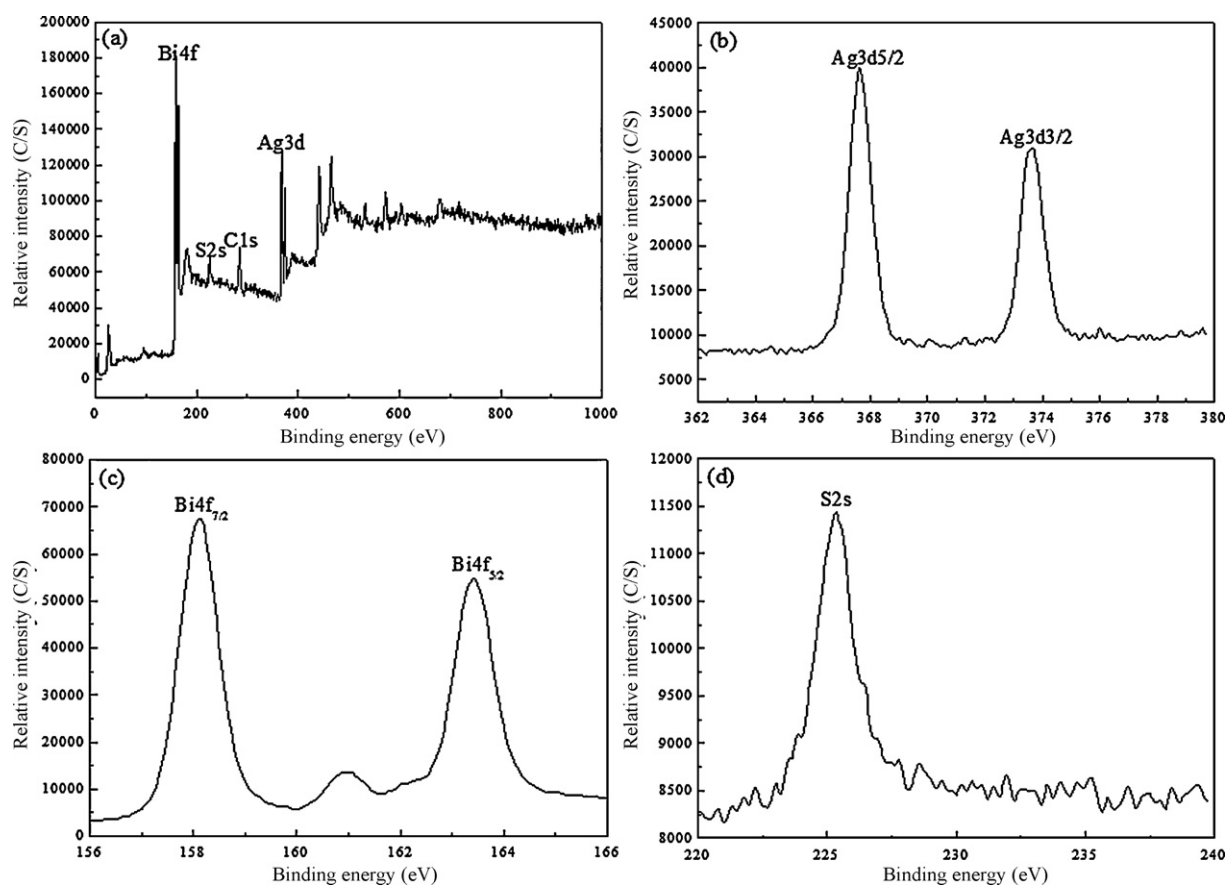 (a)
Bi4f
Ag3d
S2s
C1s
Relative intensity (C/S)
200000
180000
160000
140000
120000
100000
80000
60000
40000
20000
0
0 200 400 600 800 1000
Binding energy (eV)
(b)
Ag3d5/2
Ag3d3/2
Relative intensity (C/S)
45000
40000
35000
30000
25000
20000
15000
10000
5000
362 364 366 368 370 372 374 376 378 380
Binding energy (eV)
(c)
Bi4f7/2
Bi4f5/2
Relative intensity (C/S)
80000
70000
60000
50000
40000
30000
20000
10000
0
156 158 160 162 164 166
Binding energy (eV)
(d)
S2s
Relative intensity (C/S)
12000
11500
11000
10500
10000
9500
9000
8500
8000
220 225 230 235 240
Binding energy (eV)